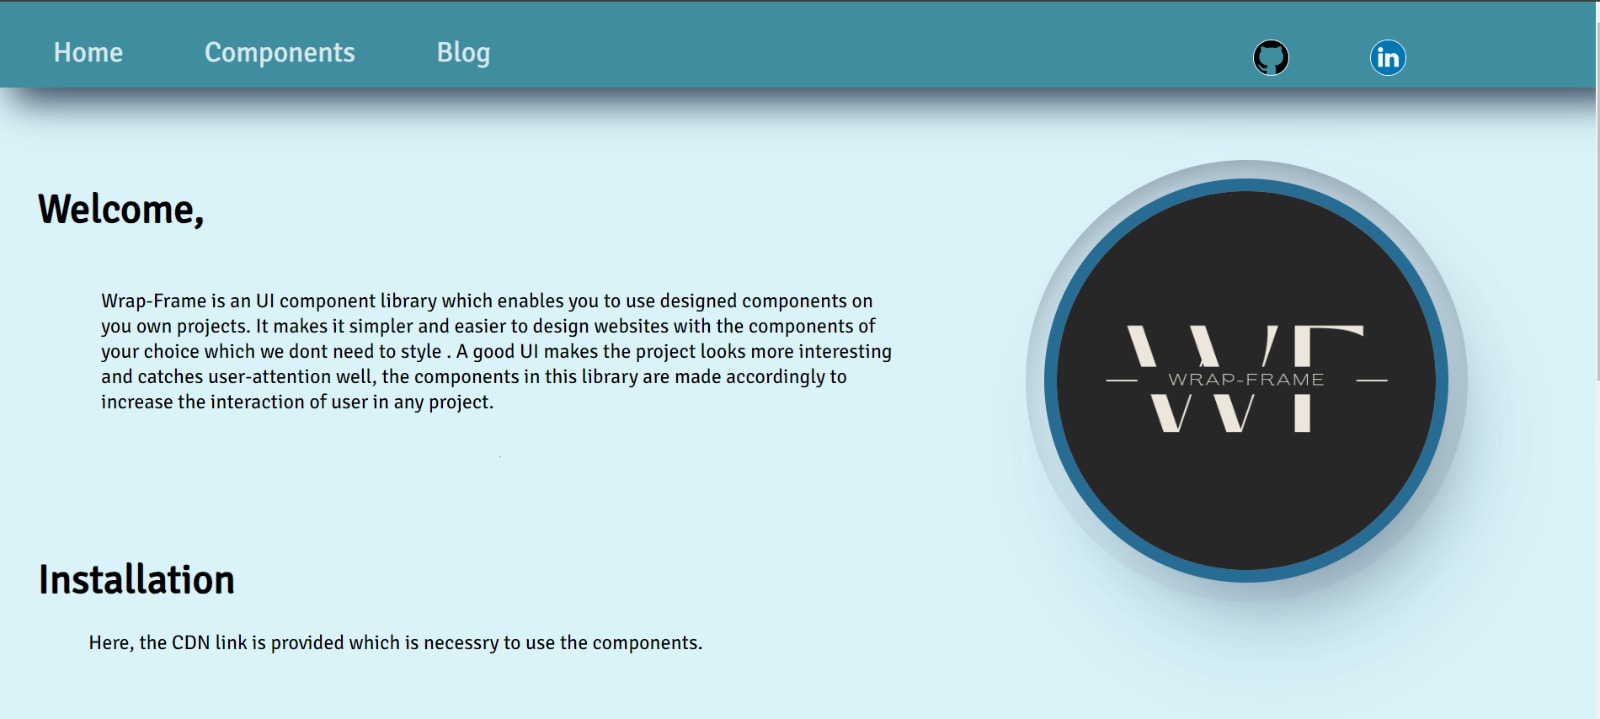 Home Components Blog
in
Welcome,
Wrap-Frame is an UI component library which enables you to use designed components on
you own projects. It makes it simpler and easier to design websites with the components of
your choice which we dont need to style . A good UI makes the project looks more interesting
and catches user-attention well, the components in this library are made accordingly to
increase the interaction of user in any project.
WF
WRAP-FRAME
Installation
Here, the CDN link is provided which is necessry to use the components.